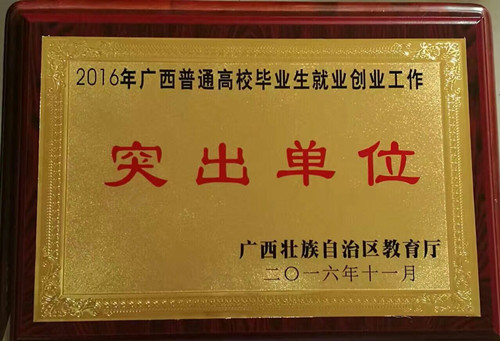 2016年广西普通高校毕业生就业创业工作
突出单位
广西壮族自治区教育厅
二〇一六年十一月